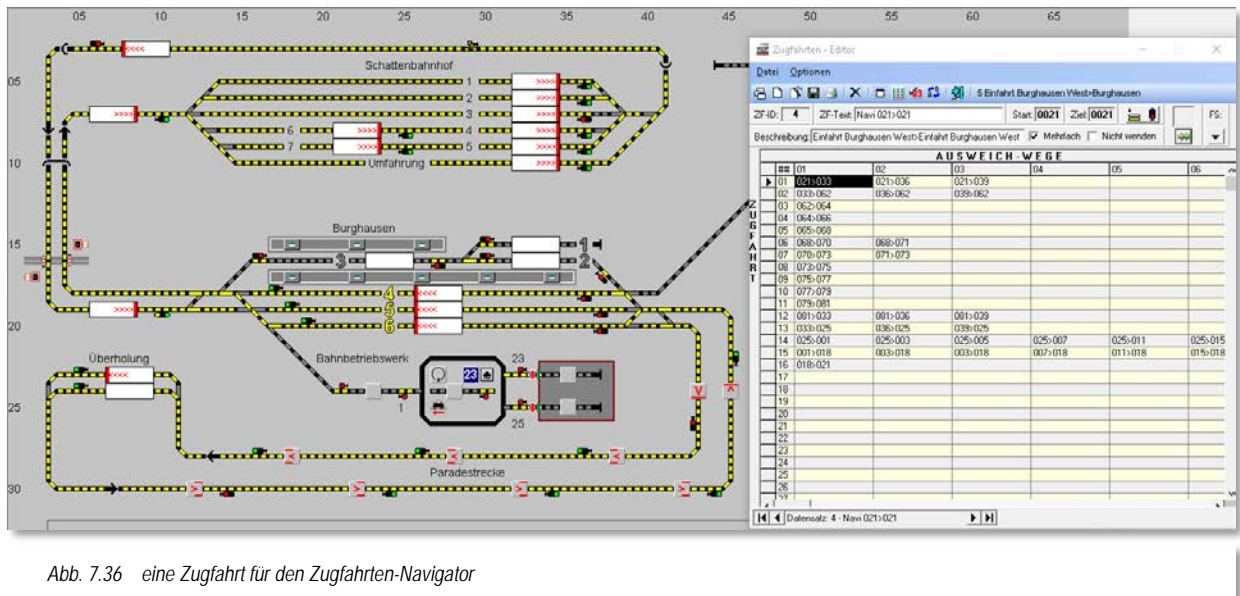 05 10 15 20 25 30 35 40 45 50 55 60 65
05
10
15
20
25
30
Schattenbahnhof
1
2
3
6 4
7 5
Umfahrung
Burghausen
1
3 2
4
5
6
Überholung
Bahnbetriebswerk
23
23
1
25
Paradestrecke
Zugfahrten - Editor
Datei Optionen
5 Einfahrt Burghausen West>Burghausen
ZF-ID: 4 ZF-Text: Navi 021>021 Start: 0021 Ziel: 0021 FS:
Beschreibung: Einfahrt Burghausen West>Einfahrt Burghausen West Mehrfach Nicht wenden
AUSWEICH-WEGE
ZUGFAHRT
## 01 02 03 04 05 06
01 021>033 021>036 021>039
02 033>062 036>062 039>062
03 062>064
04 064>066
05 065>068
06 068>070 068>071
07 070>073 071>073
08 073>075
09 075>077
10 077>079
11 079>081
12 081>033 081>036 081>039
13 033>025 036>025 039>025
14 025>001 025>003 025>005 025>007 025>011 025>015
15 001>018 003>018 003>018 007>018 011>018 015>018
16 018>021
17
18
19
20
21
22
23
24
25
26
27
Datensatz: 4 - Navi 021>021
Abb. 7.36 eine Zugfahrt für den Zugfahrten-Navigator